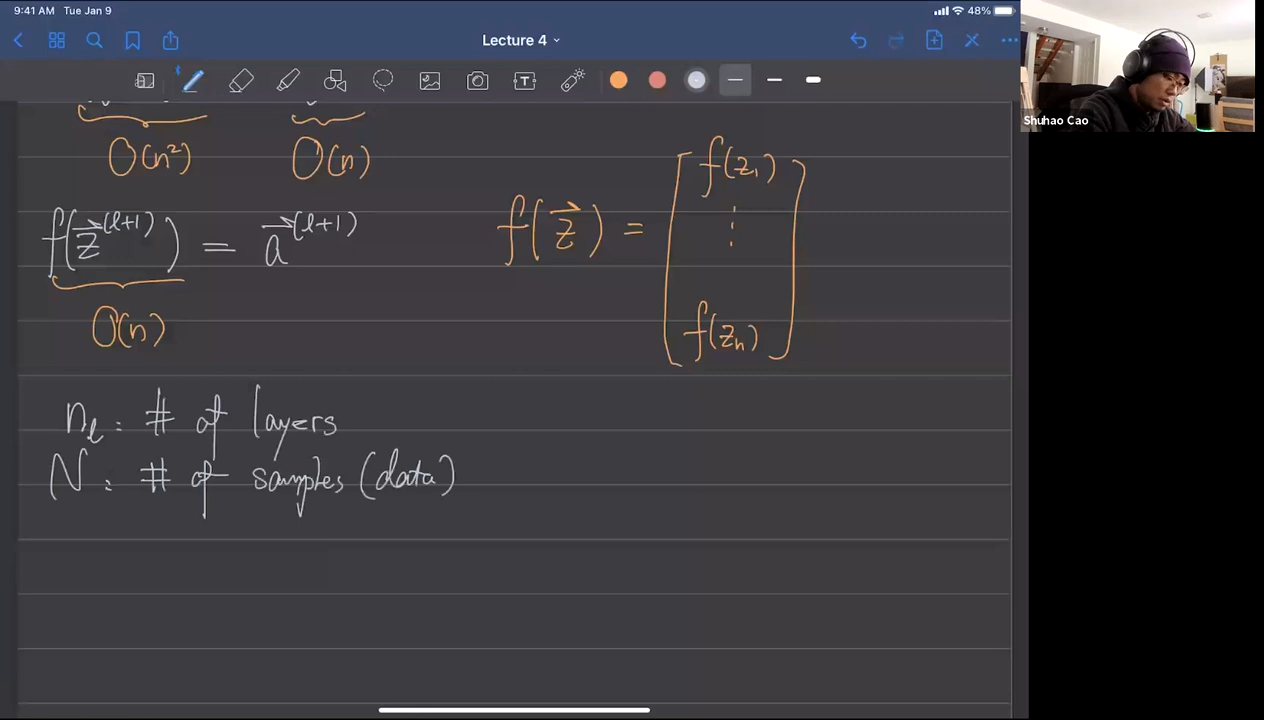 9:41 AM Tue Jan 9
48%
Lecture 4
Shuhao Cao
O(n²) O(n)
f(z⃗^(l+1)) = a⃗^(l+1)
O(n)
f(z⃗) = [f(z₁) ⋮ f(zₙ)]
n_l : # of layers
N : # of samples (data)